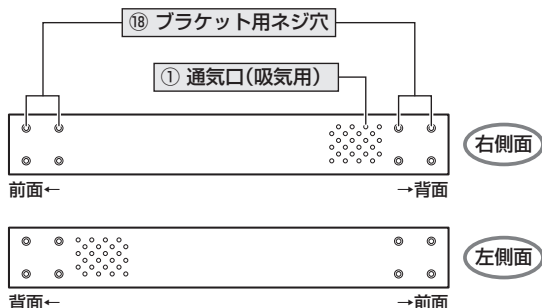 ⑱ ブラケット用ネジ穴
① 通気口(吸気用)
右側面
前面← →背面
左側面
背面← →前面